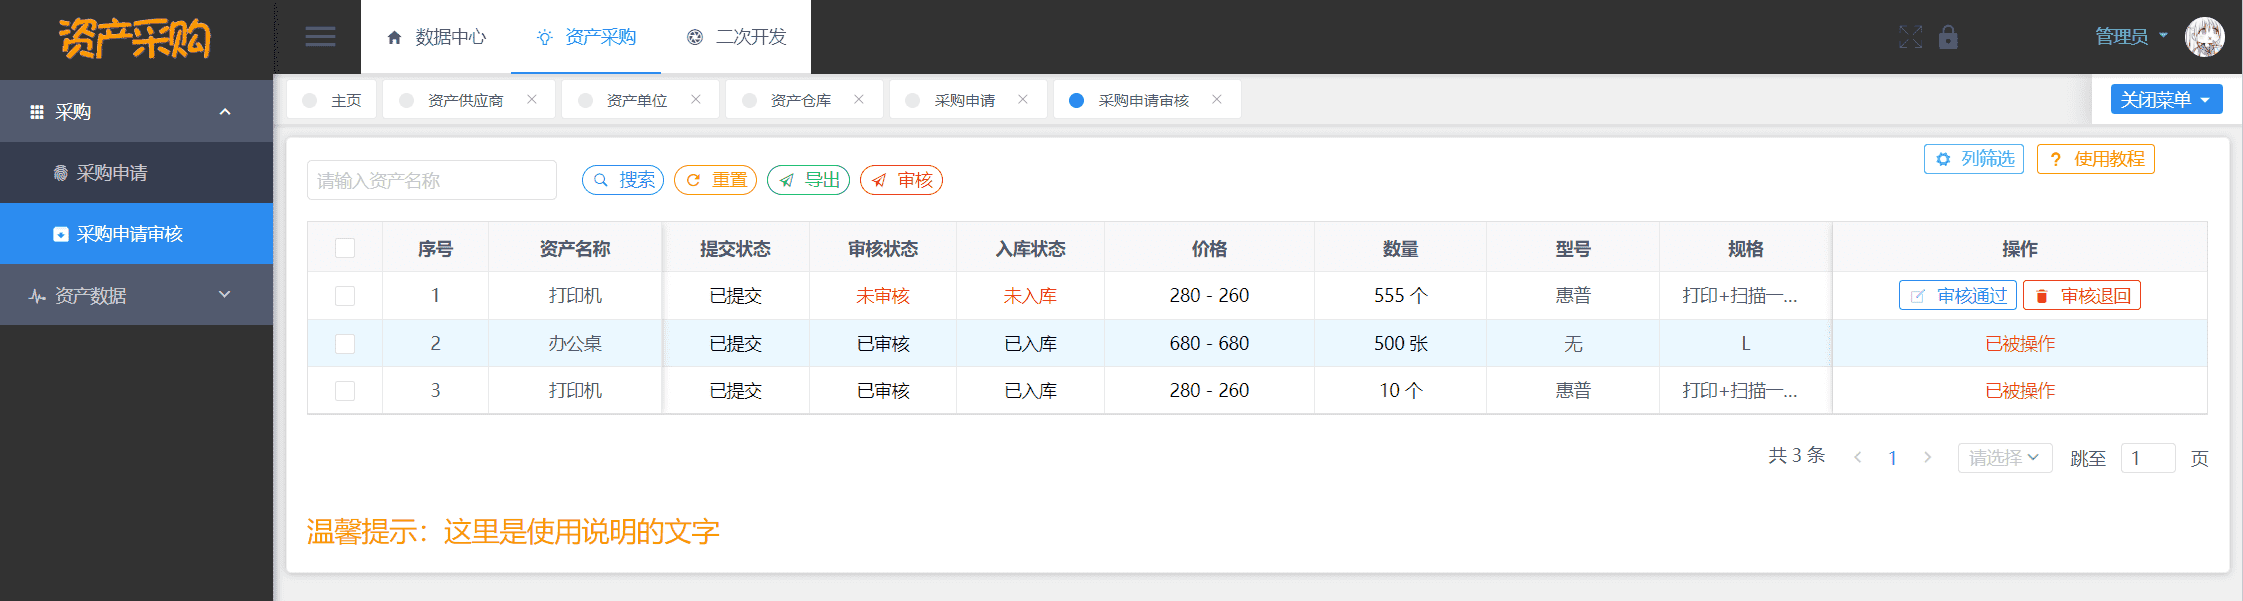 资产采购
数据中心 资产采购 二次开发 管理员
主页 资产供应商 资产单位 资产仓库 采购申请 采购申请审核 关闭菜单
采购
采购申请
采购申请审核
资产数据
请输入资产名称 搜索 重置 导出 审核 列筛选 使用教程
序号 资产名称 提交状态 审核状态 入库状态 价格 数量 型号 规格 操作
1 打印机 已提交 未审核 未入库 280 - 260 555 个 惠普 打印+扫描一... 审核通过 审核退回
2 办公桌 已提交 已审核 已入库 680 - 680 500 张 无 L 已被操作
3 打印机 已提交 已审核 已入库 280 - 260 10 个 惠普 打印+扫描一... 已被操作
共 3 条 1 请选择 跳至 1 页
温馨提示：这里是使用说明的文字